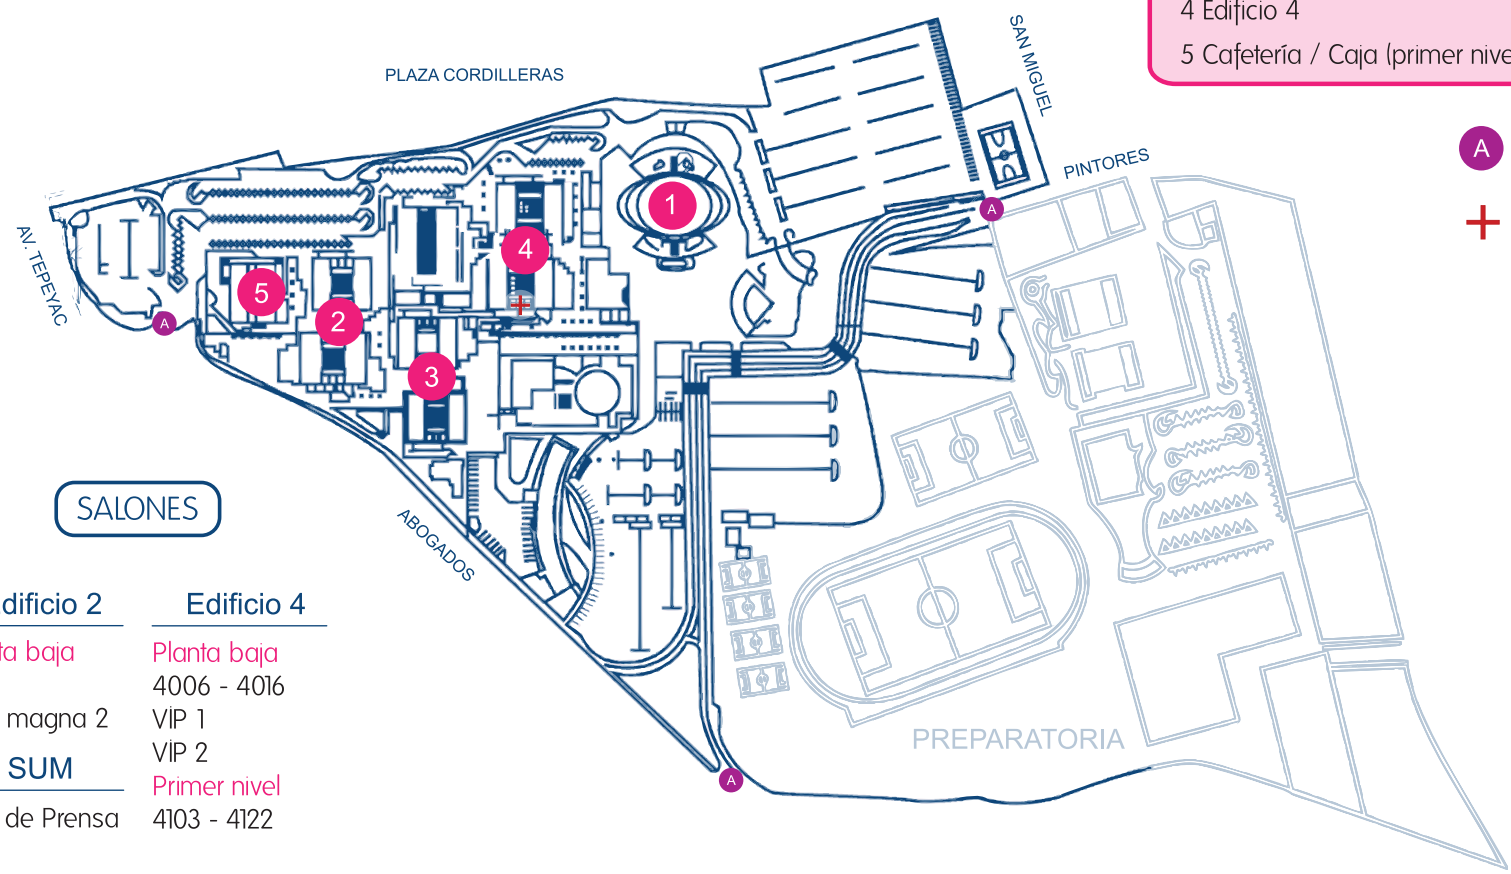 4 Edificio 4
5 Cafetería / Caja (primer nive
A
PLAZA CORDILLERAS
SAN MIGUEL
PINTORES
AV. TEPEYAC
ABOGADOS
PREPARATORIA
1
4
5
2
3
A
A
A
SALONES
dificio 2
ta baja
magna 2
SUM
de Prensa
Edificio 4
Planta baja
4006 - 4016
VIP 1
VIP 2
Primer nivel
4103 - 4122